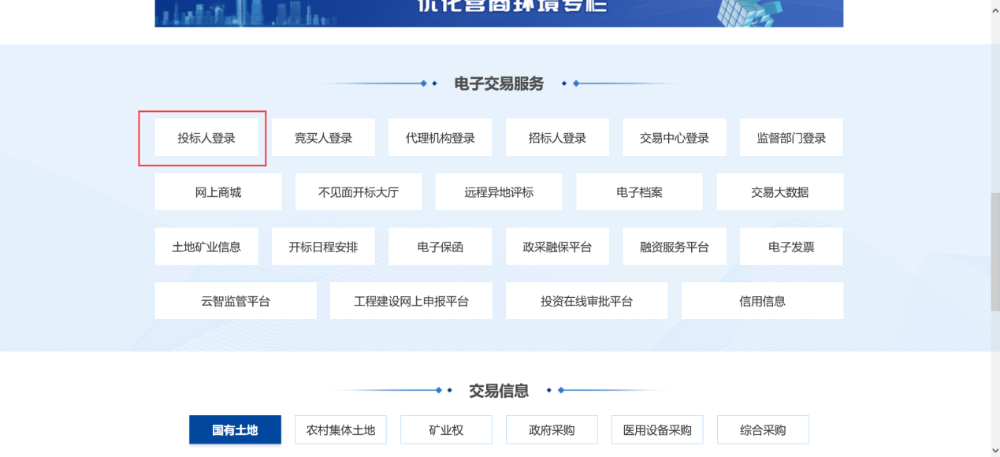 优化营商环境专栏
电子交易服务
投标人登录 竞买人登录 代理机构登录 招标人登录 交易中心登录 监督部门登录
网上商城 不见面开标大厅 远程异地评标 电子档案 交易大数据
土地矿业信息 开标日程安排 电子保函 政采融保平台 融资服务平台 电子发票
云智监管平台 工程建设网上申报平台 投资在线审批平台 信用信息
交易信息
国有土地 农村集体土地 矿业权 政府采购 医用设备采购 综合采购